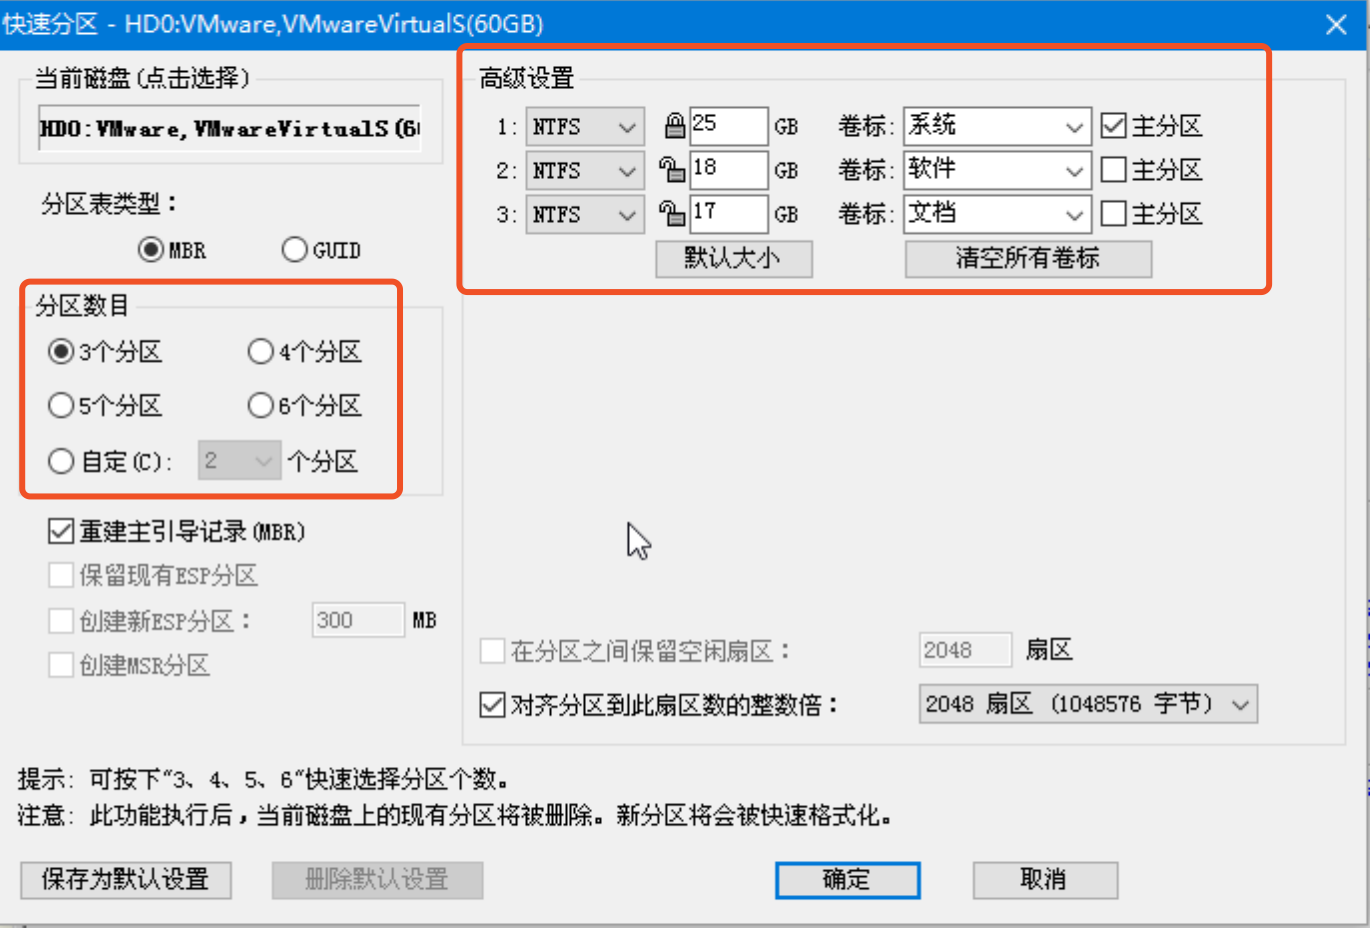 快速分区 - HD0:VMware,VMwareVirtualS(60GB)
当前磁盘(点击选择)
HD0:VMware,VMwareVirtualS(6
分区表类型：
MBR GUID
分区数目
3个分区 4个分区
5个分区 6个分区
自定(C): 2 个分区
重建主引导记录(MBR)
保留现有ESP分区
创建新ESP分区： 300 MB
创建MSR分区
高级设置
1: NTFS 25 GB 卷标: 系统 主分区
2: NTFS 18 GB 卷标: 软件 主分区
3: NTFS 17 GB 卷标: 文档 主分区
默认大小 清空所有卷标
在分区之间保留空闲扇区： 2048 扇区
对齐分区到此扇区数的整数倍： 2048 扇区 (1048576 字节)
提示: 可按下"3、4、5、6"快速选择分区个数。
注意: 此功能执行后，当前磁盘上的现有分区将被删除。新分区将会被快速格式化。
保存为默认设置 删除默认设置 确定 取消